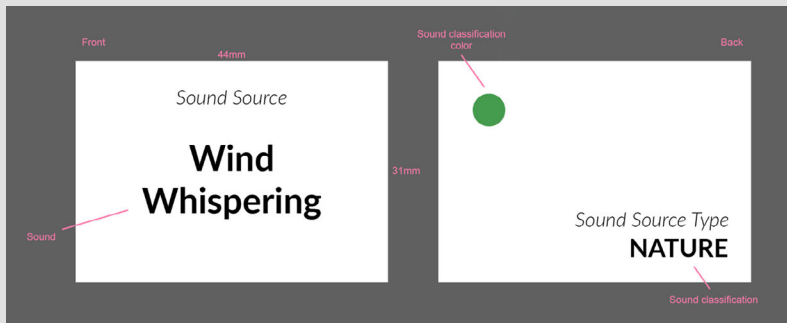 Front
44mm
Sound Source
Wind
Whispering
Sound
31mm
Sound classification
color
Back
Sound Source Type
NATURE
Sound classification